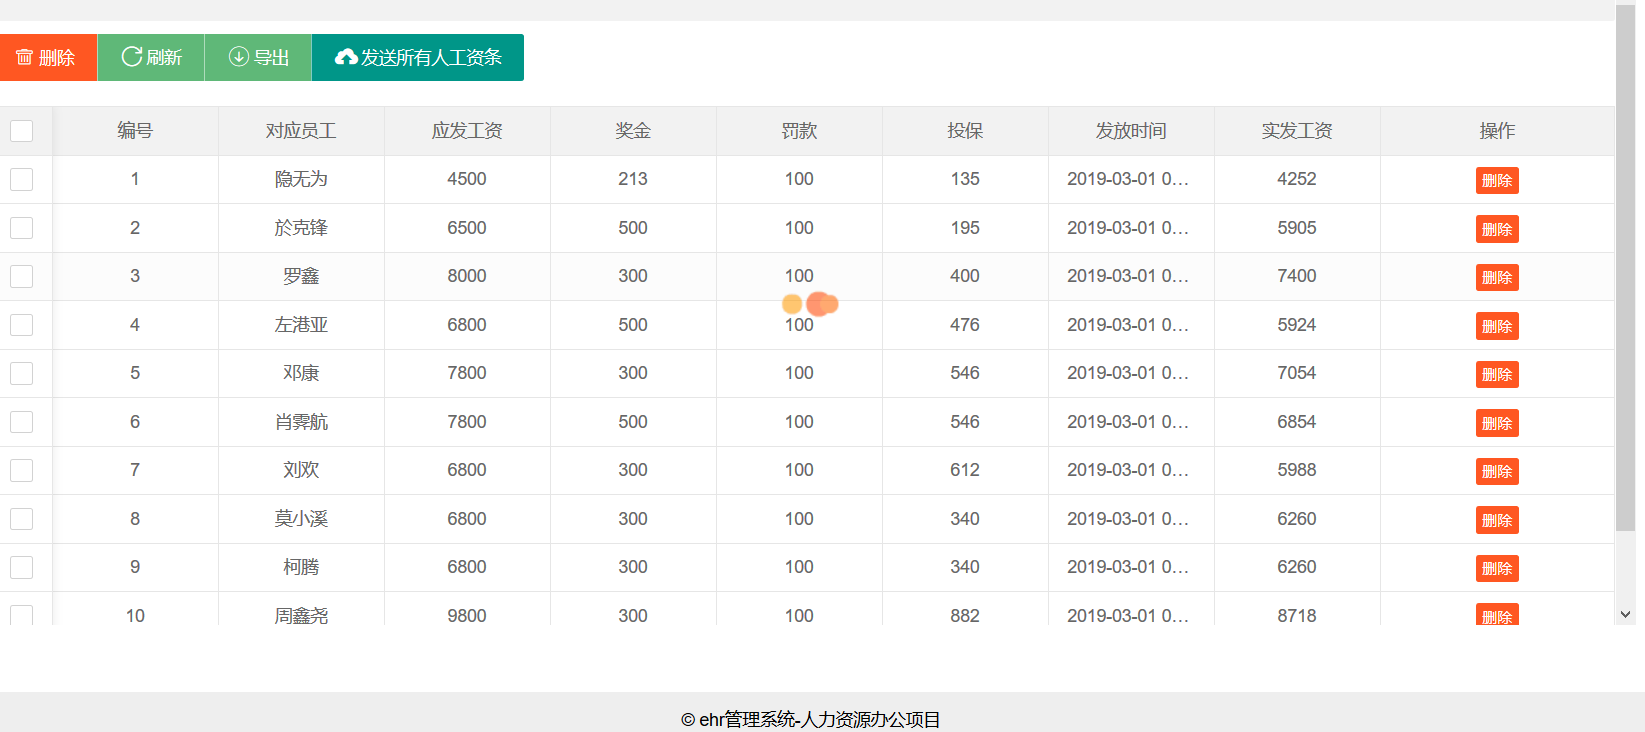 删除 刷新 导出 发送所有人工资条
编号 对应员工 应发工资 奖金 罚款 投保 发放时间 实发工资 操作
1 隐无为 4500 213 100 135 2019-03-01 0... 4252 删除
2 於克锋 6500 500 100 195 2019-03-01 0... 5905 删除
3 罗鑫 8000 300 100 400 2019-03-01 0... 7400 删除
4 左港亚 6800 500 100 476 2019-03-01 0... 5924 删除
5 邓康 7800 300 100 546 2019-03-01 0... 7054 删除
6 肖霁航 7800 500 100 546 2019-03-01 0... 6854 删除
7 刘欢 6800 300 100 612 2019-03-01 0... 5988 删除
8 莫小溪 6800 300 100 340 2019-03-01 0... 6260 删除
9 柯腾 6800 300 100 340 2019-03-01 0... 6260 删除
10 周鑫尧 9800 300 100 882 2019-03-01 0... 8718 删除
© ehr管理系统-人力资源办公项目